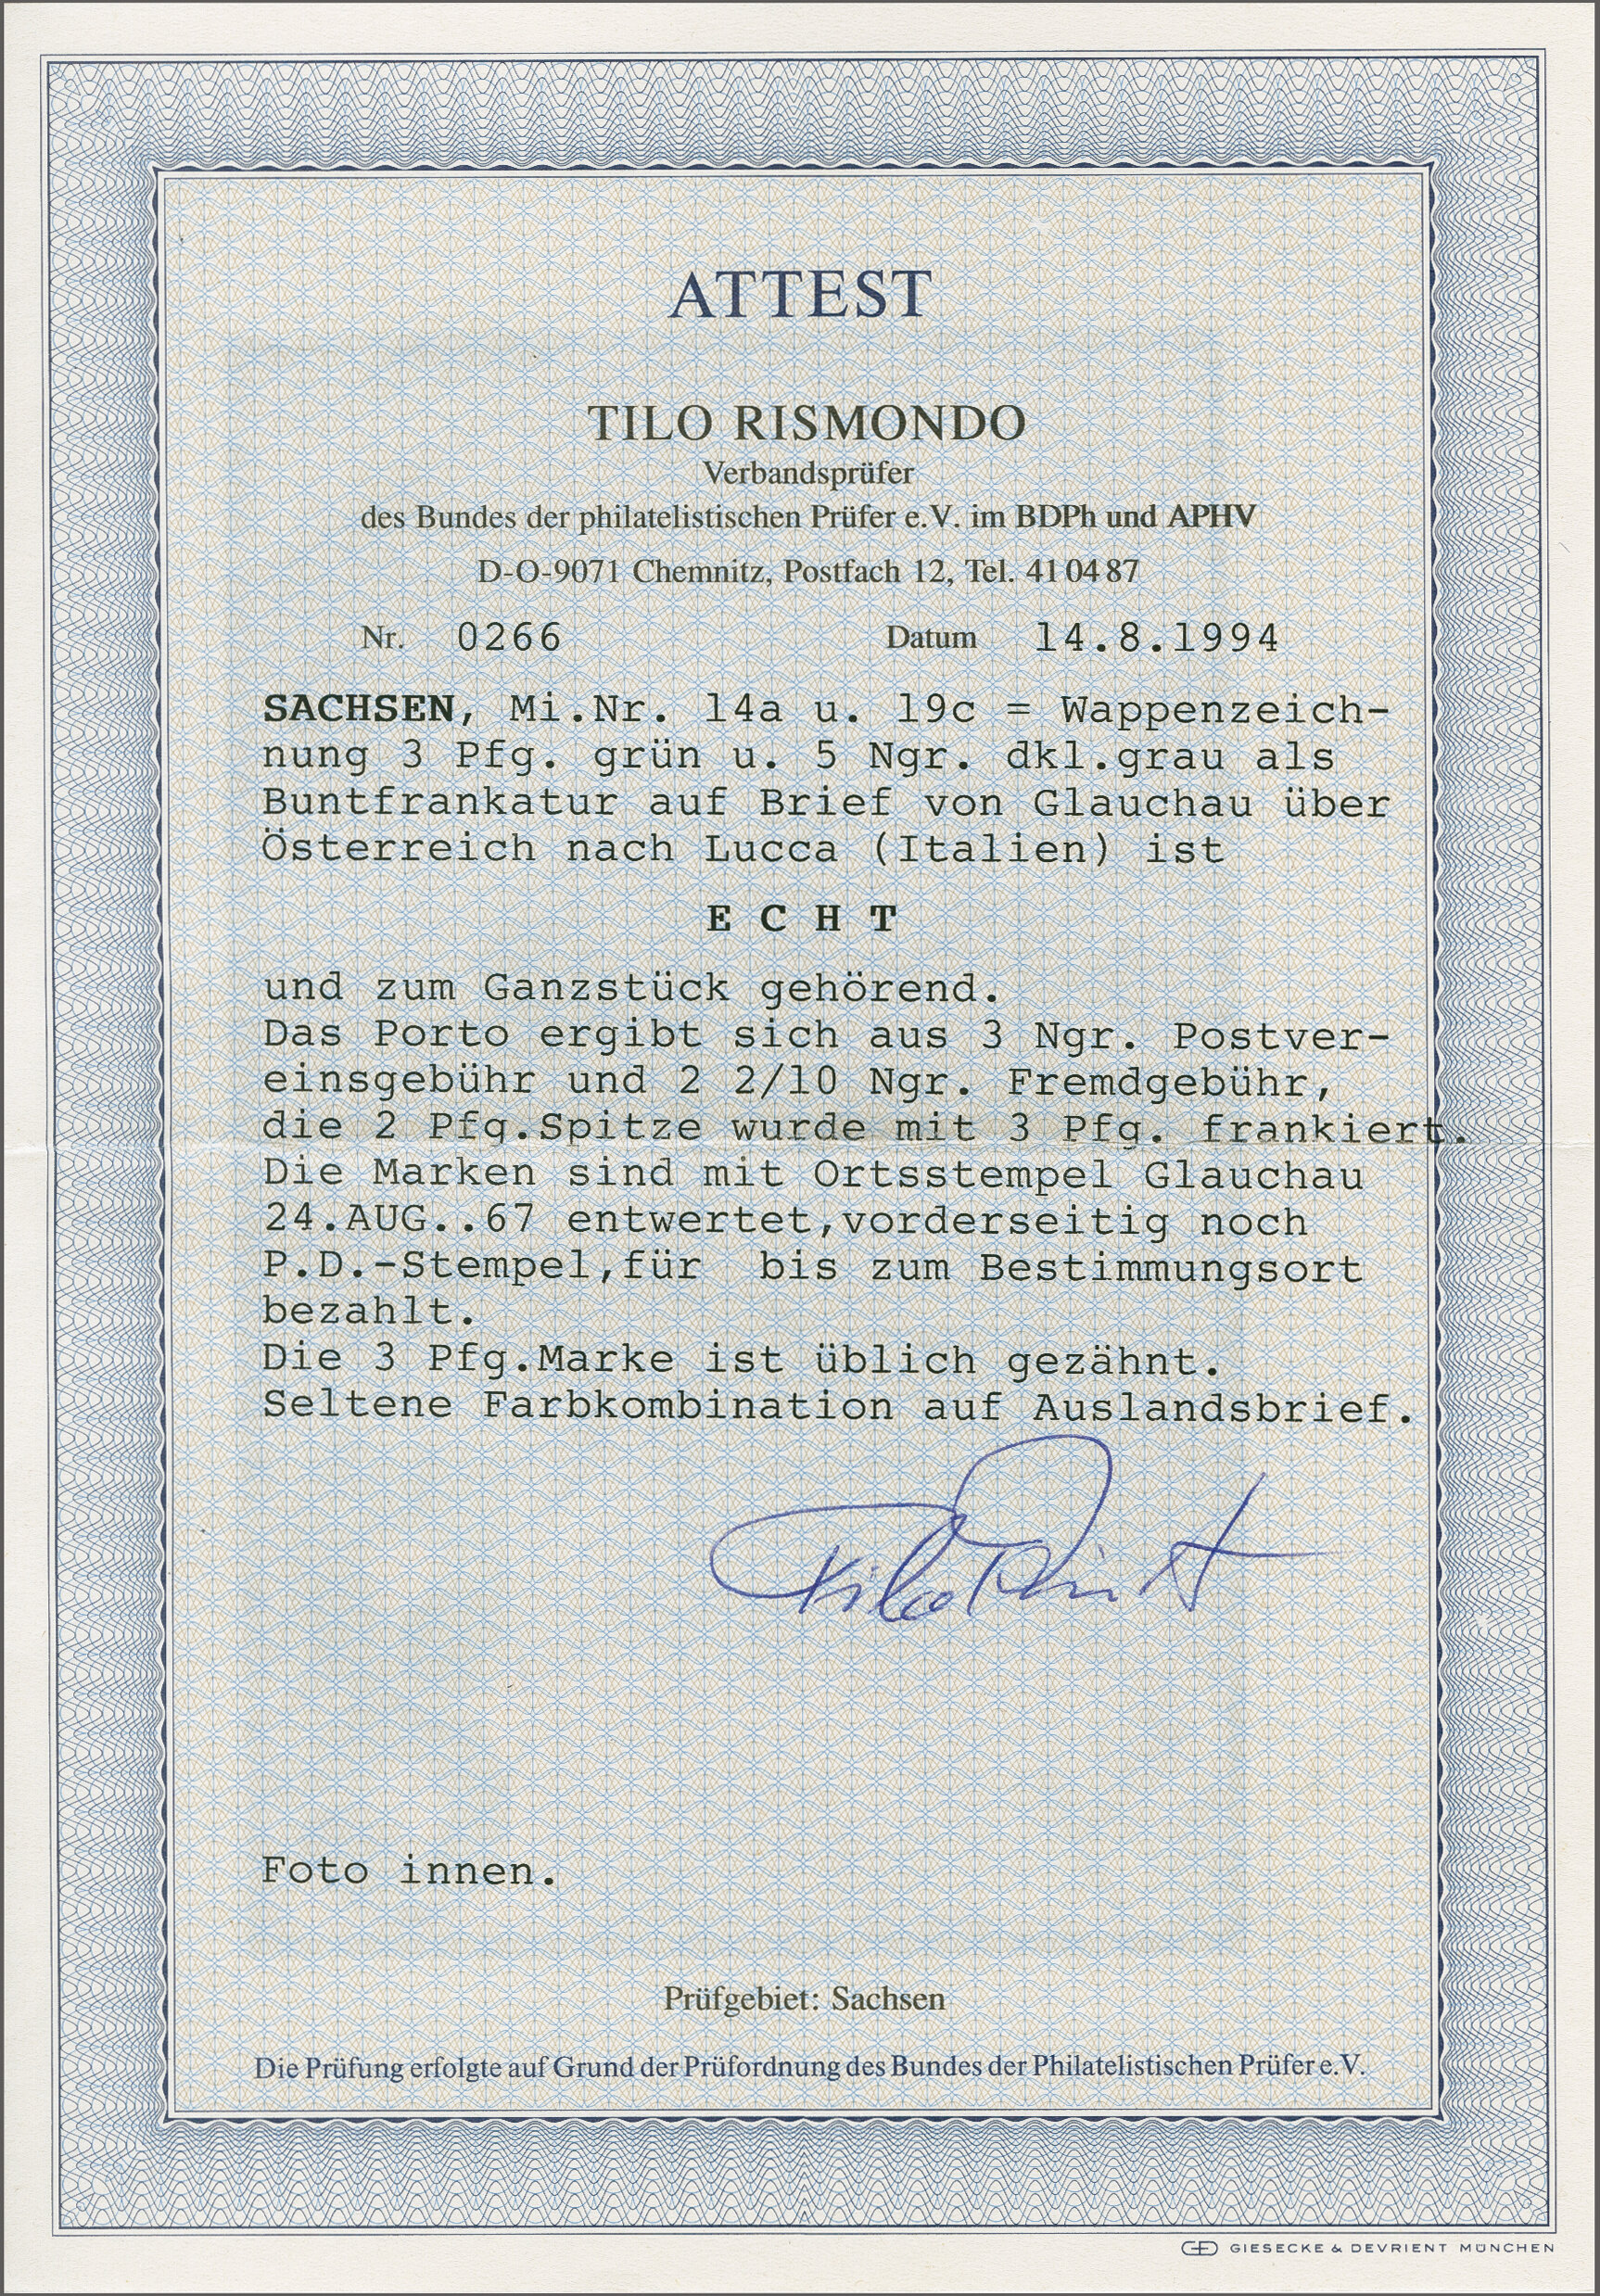 ATTEST
TILO RISMONDO
Verbandsprüfer
des Bundes der philatelistischen Prüfer e.V. im BDPh und APHV
D-O-9071 Chemnitz, Postfach 12, Tel. 41 04 87
Nr. 0266 Datum 14.8.1994
SACHSEN, Mi.Nr. 14a u. 19c = Wappenzeich-
nung 3 Pfg. grün u. 5 Ngr. dkl.grau als
Buntfrankatur auf Brief von Glauchau über
Österreich nach Lucca (Italien) ist
E C H T
und zum Ganzstück gehörend.
Das Porto ergibt sich aus 3 Ngr. Postver-
einsgebühr und 2 2/10 Ngr. Fremdgebühr,
die 2 Pfg.Spitze wurde mit 3 Pfg. frankiert.
Die Marken sind mit Ortsstempel Glauchau
24.AUG..67 entwertet,vorderseitig noch
P.D.-Stempel,für bis zum Bestimmungsort
bezahlt.
Die 3 Pfg.Marke ist üblich gezähnt.
Seltene Farbkombination auf Auslandsbrief.
Foto innen.
Prüfgebiet: Sachsen
Die Prüfung erfolgte auf Grund der Prüfordnung des Bundes der Philatelistischen Prüfer e.V.
GIESECKE & DEVRIENT MÜNCHEN